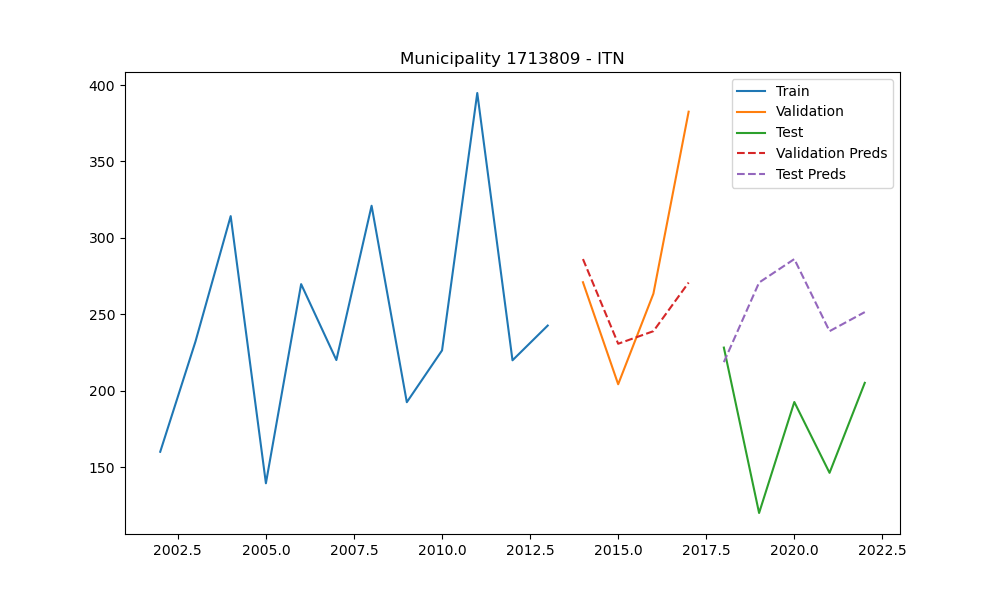 Municipality 1713809 - ITN
400
350
300
250
200
150
Train
Validation
Test
Validation Preds
Test Preds
2002.5 2005.0 2007.5 2010.0 2012.5 2015.0 2017.5 2020.0 2022.5